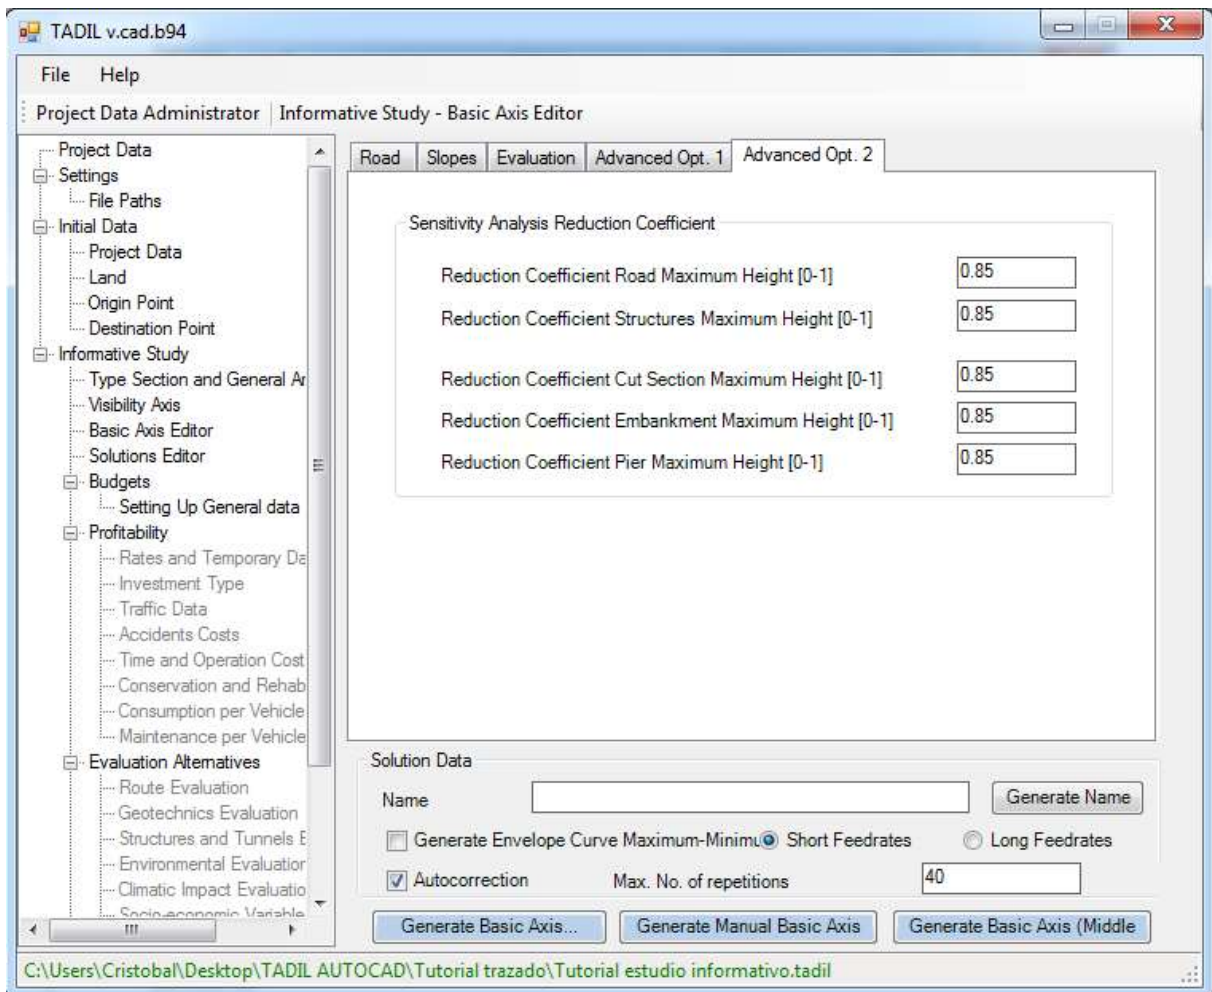 TADIL v.cad.b94
File Help
Project Data Administrator Informative Study - Basic Axis Editor
Project Data
Settings
File Paths
Initial Data
Project Data
Land
Origin Point
Destination Point
Informative Study
Type Section and General Ar
Visibility Axis
Basic Axis Editor
Solutions Editor
Budgets
Setting Up General data
Profitability
Rates and Temporary Da
Investment Type
Traffic Data
Accidents Costs
Time and Operation Cost
Conservation and Rehab
Consumption per Vehicle
Maintenance per Vehicle
Evaluation Alternatives
Route Evaluation
Geotechnics Evaluation
Structures and Tunnels E
Environmental Evaluation
Climatic Impact Evaluatio
Socio-economic Variable
Road Slopes Evaluation Advanced Opt. 1 Advanced Opt. 2
Sensitivity Analysis Reduction Coefficient
Reduction Coefficient Road Maximum Height [0-1] 0.85
Reduction Coefficient Structures Maximum Height [0-1] 0.85
Reduction Coefficient Cut Section Maximum Height [0-1] 0.85
Reduction Coefficient Embankment Maximum Height [0-1] 0.85
Reduction Coefficient Pier Maximum Height [0-1] 0.85
Solution Data
Name Generate Name
Generate Envelope Curve Maximum-Minimu Short Feedrates Long Feedrates
Autocorrection Max. No. of repetitions 40
Generate Basic Axis... Generate Manual Basic Axis Generate Basic Axis (Middle
C:\Users\Cristobal\Desktop\TADIL AUTOCAD\Tutorial trazado\Tutorial estudio informativo.tadil